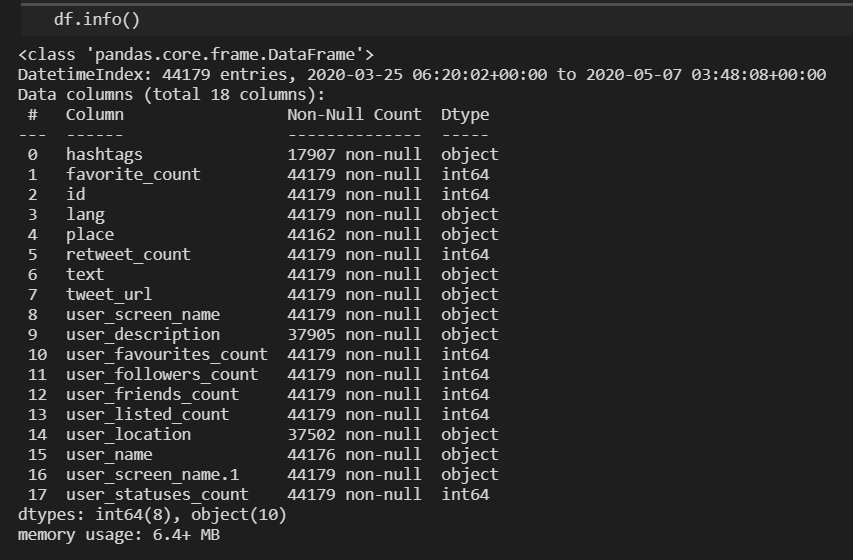 df.info()
<class 'pandas.core.frame.DataFrame'>
DatetimeIndex: 44179 entries, 2020-03-25 06:20:02+00:00 to 2020-05-07 03:48:08+00:00
Data columns (total 18 columns):
 #   Column                 Non-Null Count  Dtype
---  ------                 --------------  -----
 0   hashtags               17907 non-null  object
 1   favorite_count         44179 non-null  int64
 2   id                     44179 non-null  int64
 3   lang                   44179 non-null  object
 4   place                  44162 non-null  object
 5   retweet_count          44179 non-null  int64
 6   text                   44179 non-null  object
 7   tweet_url              44179 non-null  object
 8   user_screen_name       44179 non-null  object
 9   user_description       37905 non-null  object
 10  user_favourites_count  44179 non-null  int64
 11  user_followers_count   44179 non-null  int64
 12  user_friends_count     44179 non-null  int64
 13  user_listed_count      44179 non-null  int64
 14  user_location          37502 non-null  object
 15  user_name              44176 non-null  object
 16  user_screen_name.1     44179 non-null  object
 17  user_statuses_count    44179 non-null  int64
dtypes: int64(8), object(10)
memory usage: 6.4+ MB